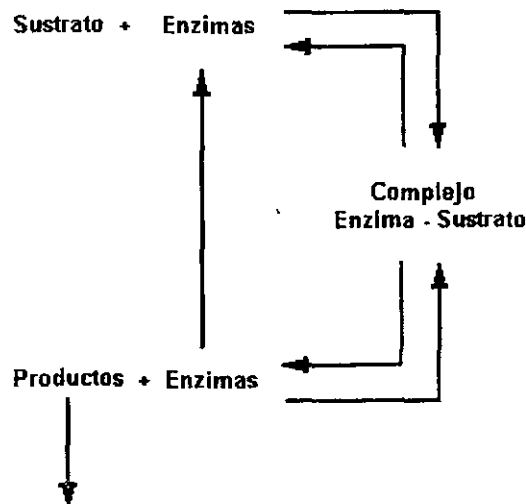 Sustrato + Enzimas
Complejo
Enzima - Sustrato
Productos + Enzimas